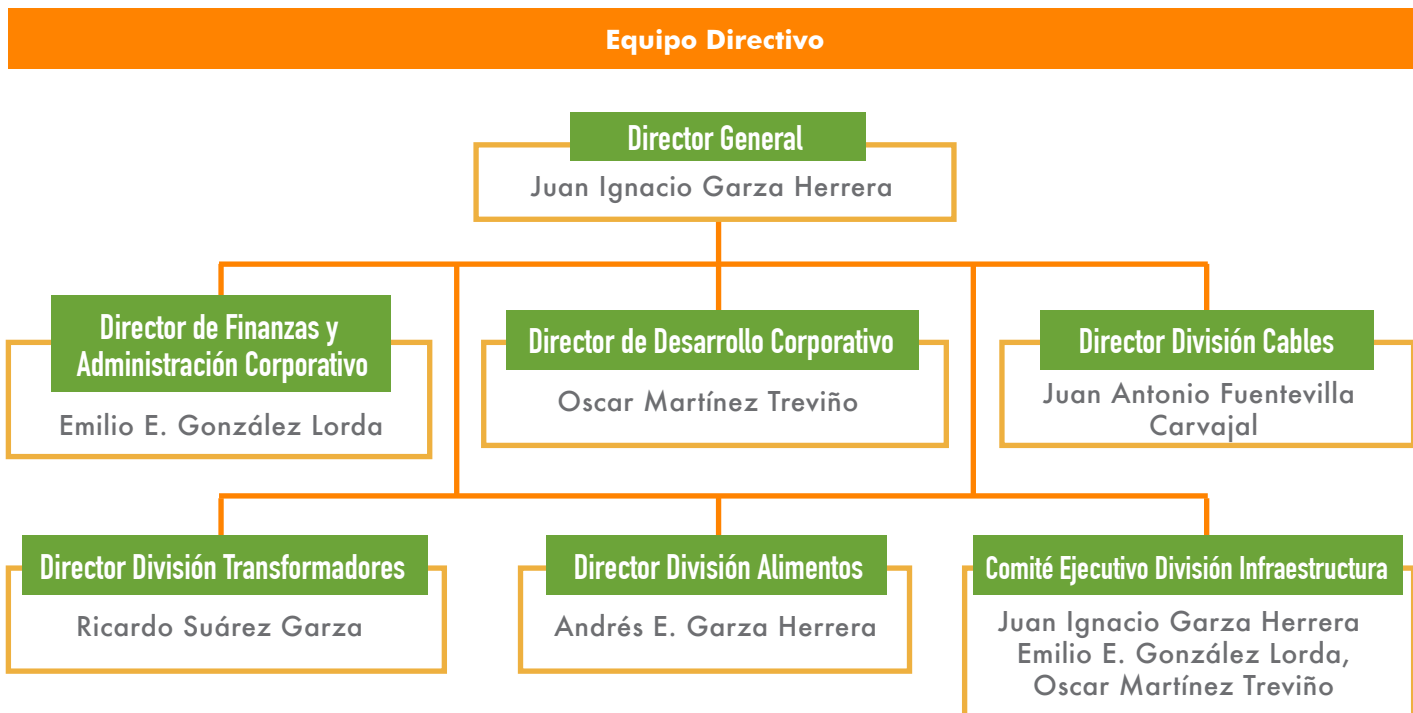 Equipo Directivo
Director General
Juan Ignacio Garza Herrera
Director de Finanzas y
Administración Corporativo
Emilio E. González Lorda
Director de Desarrollo Corporativo
Oscar Martínez Treviño
Director División Cables
Juan Antonio Fuentevilla
Carvajal
Director División Transformadores
Ricardo Suárez Garza
Director División Alimentos
Andrés E. Garza Herrera
Comité Ejecutivo División Infraestructura
Juan Ignacio Garza Herrera
Emilio E. González Lorda,
Oscar Martínez Treviño